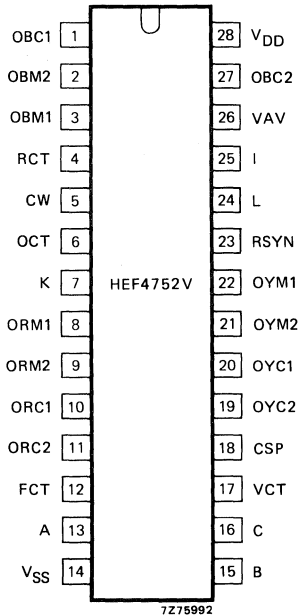 OBC1 1 28 VDD
OBM2 2 27 OBC2
OBM1 3 26 VAV
RCT 4 25 I
CW 5 24 L
OCT 6 23 RSYN
K 7 HEF4752V 22 OYM1
ORM1 8 21 OYM2
ORM2 9 20 OYC1
ORC1 10 19 OYC2
ORC2 11 18 CSP
FCT 12 17 VCT
A 13 16 C
VSS 14 15 B
7Z75992